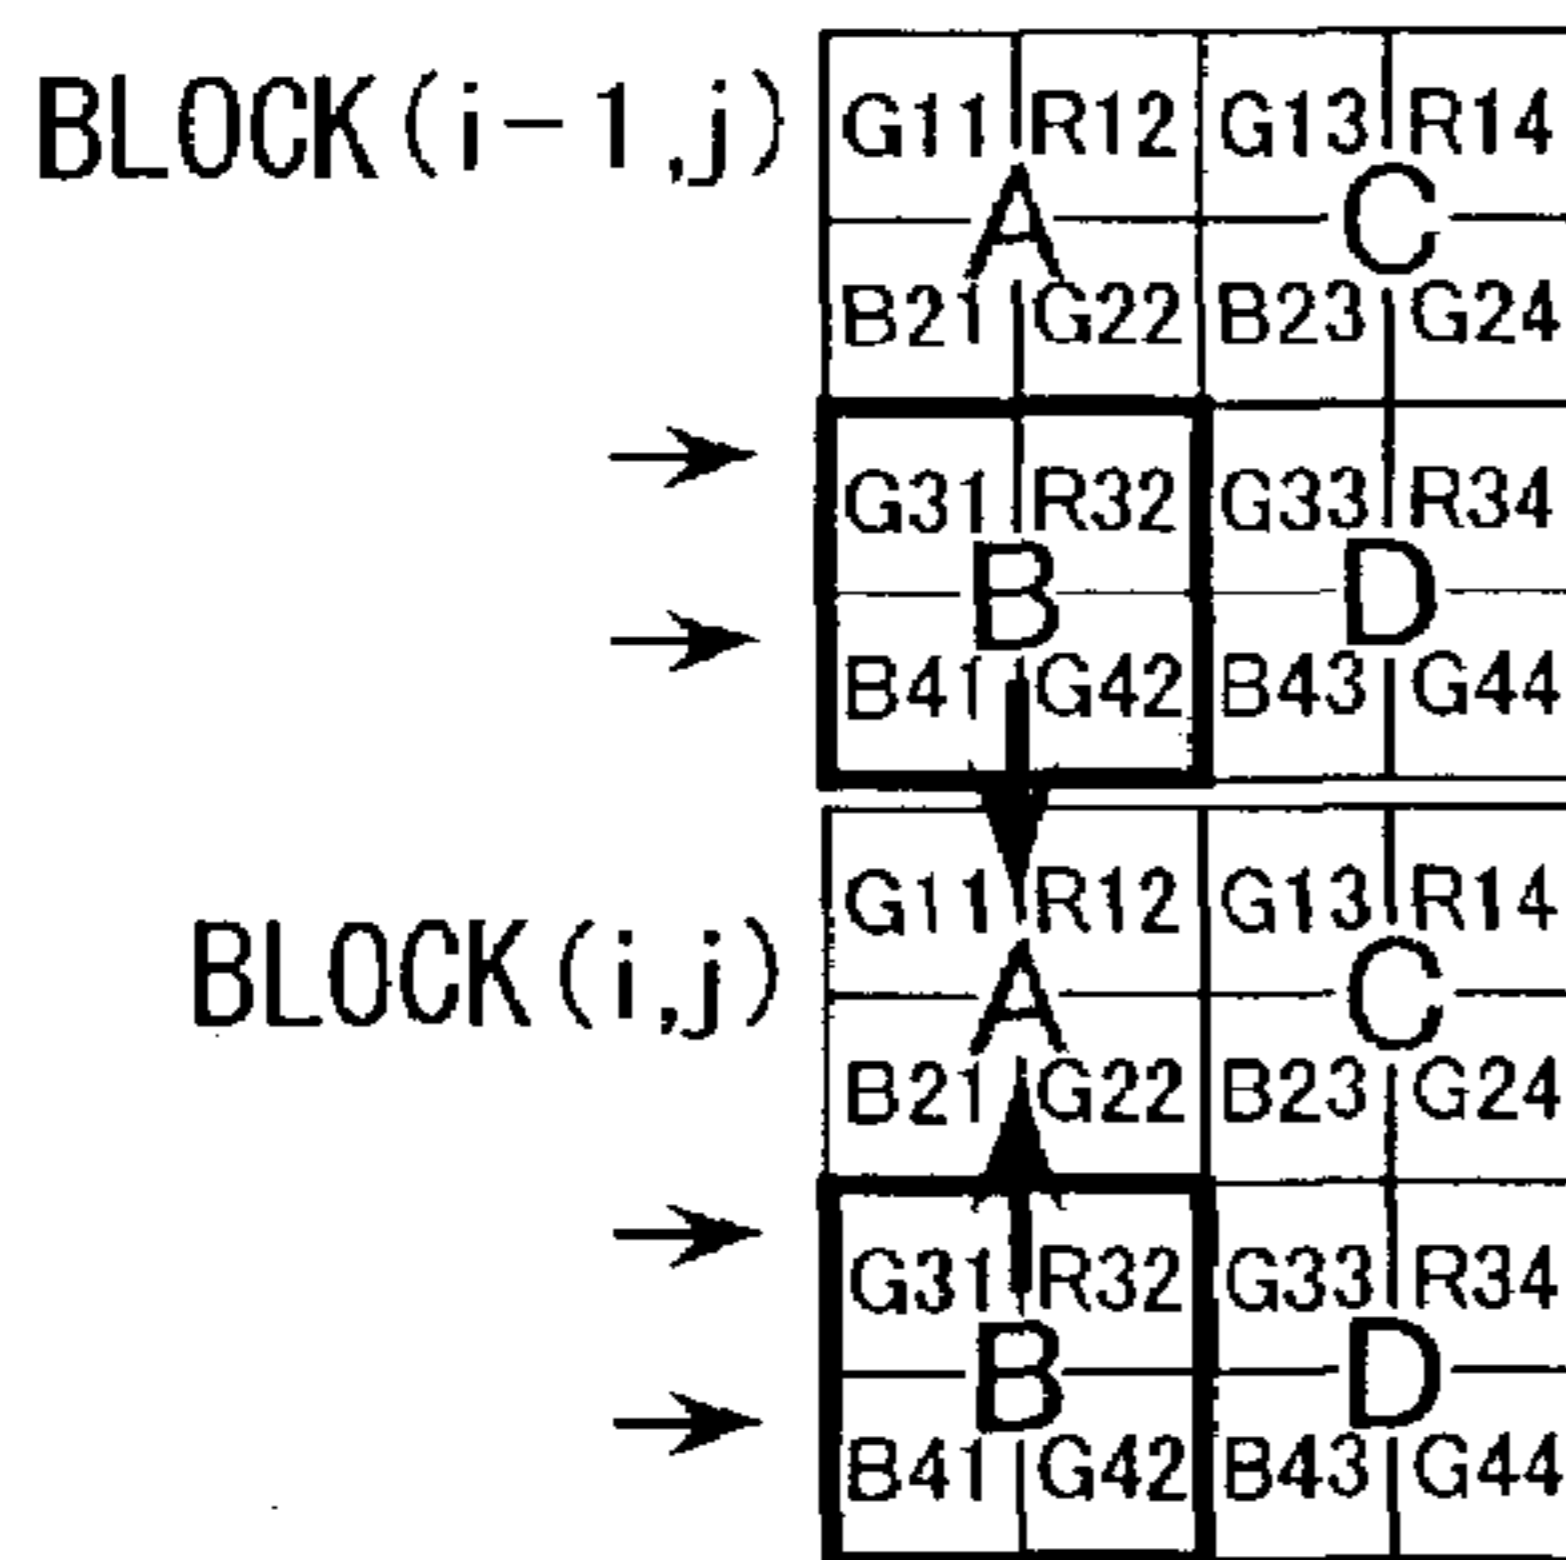 BLOCK(i-1,j) G11 R12 G13 R14
A C
B21 G22 B23 G24
G31 R32 G33 R34
B D
B41 G42 B43 G44
G11 R12 G13 R14
BLOCK(i,j) A C
B21 G22 B23 G24
G31 R32 G33 R34
B D
B41 G42 B43 G44